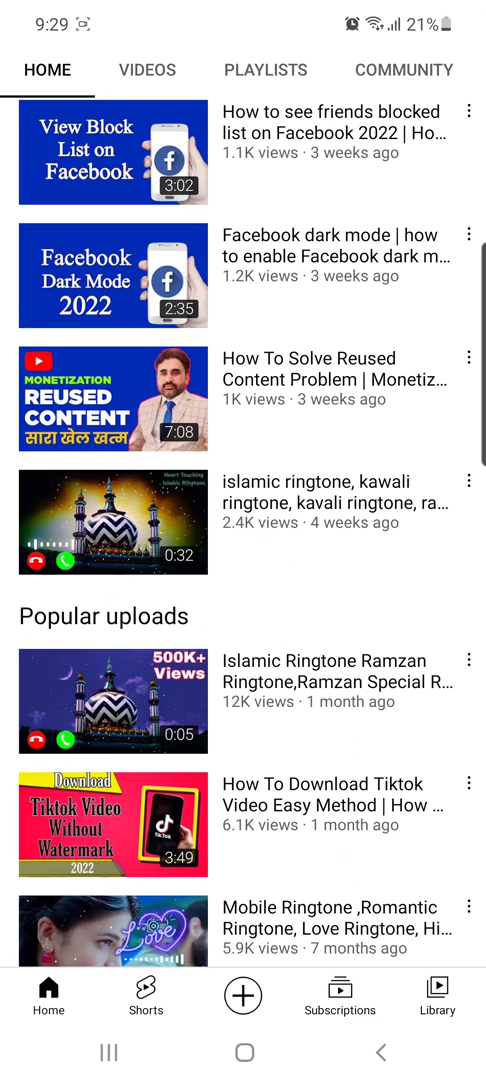 9:29
21%
HOME VIDEOS PLAYLISTS COMMUNITY
View Block
List on
Facebook
3:02
How to see friends blocked
list on Facebook 2022 | Ho...
1.1K views · 3 weeks ago
Facebook
Dark Mode
2022
2:35
Facebook dark mode | how
to enable Facebook dark m...
1.2K views · 3 weeks ago
MONETIZATION
REUSED
CONTENT
सारा खेल खत्म
7:08
How To Solve Reused
Content Problem | Monetiz...
1K views · 3 weeks ago
Heart Touching
Islamic Ringtone
0:32
islamic ringtone, kawali
ringtone, kavali ringtone, ra...
2.4K views · 4 weeks ago
Popular uploads
500K+
Views
0:05
Islamic Ringtone Ramzan
Ringtone,Ramzan Special R...
12K views · 1 month ago
Download
Tiktok Video
Without
Watermark
2022
TikTok
3:49
How To Download Tiktok
Video Easy Method | How ...
6.1K views · 1 month ago
Love
Mobile Ringtone ,Romantic
Ringtone, Love Ringtone, Hi...
5.9K views · 7 months ago
Home Shorts Subscriptions Library